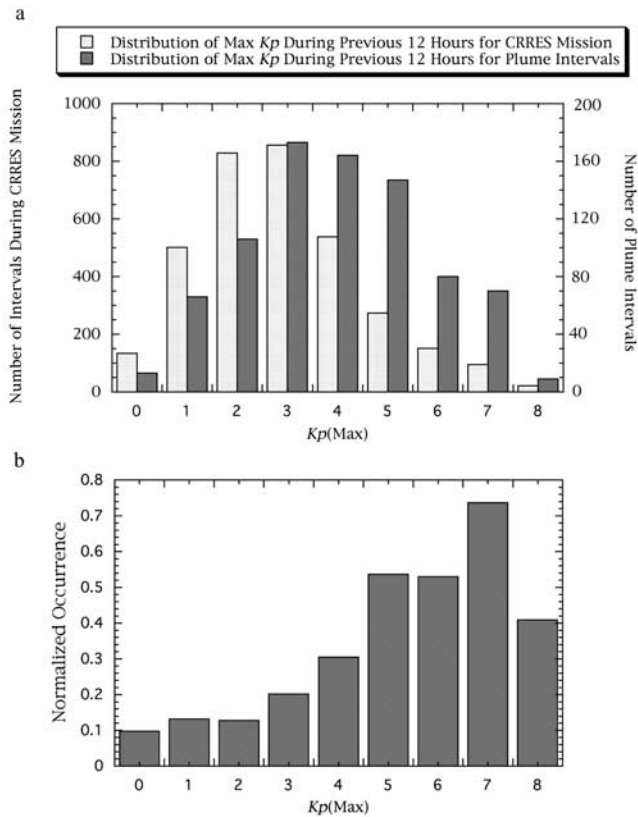 a
Distribution of Max Kp During Previous 12 Hours for CRRES Mission
Distribution of Max Kp During Previous 12 Hours for Plume Intervals
Number of Intervals During CRRES Mission
1000
800
600
400
200
0
200
160
120
80
40
0
Number of Plume Intervals
0 1 2 3 4 5 6 7 8
Kp(Max)
b
Normalized Occurrence
0.8
0.7
0.6
0.5
0.4
0.3
0.2
0.1
0
0 1 2 3 4 5 6 7 8
Kp(Max)